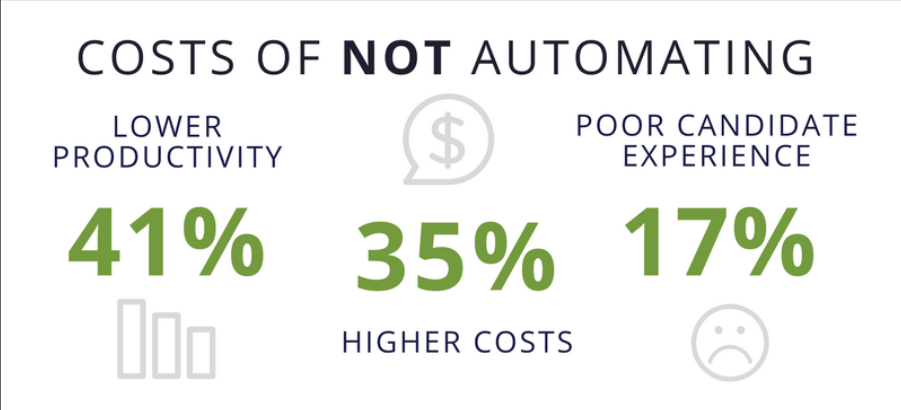 COSTS OF NOT AUTOMATING
LOWER
PRODUCTIVITY
41%
$
35%
HIGHER COSTS
POOR CANDIDATE
EXPERIENCE
17%